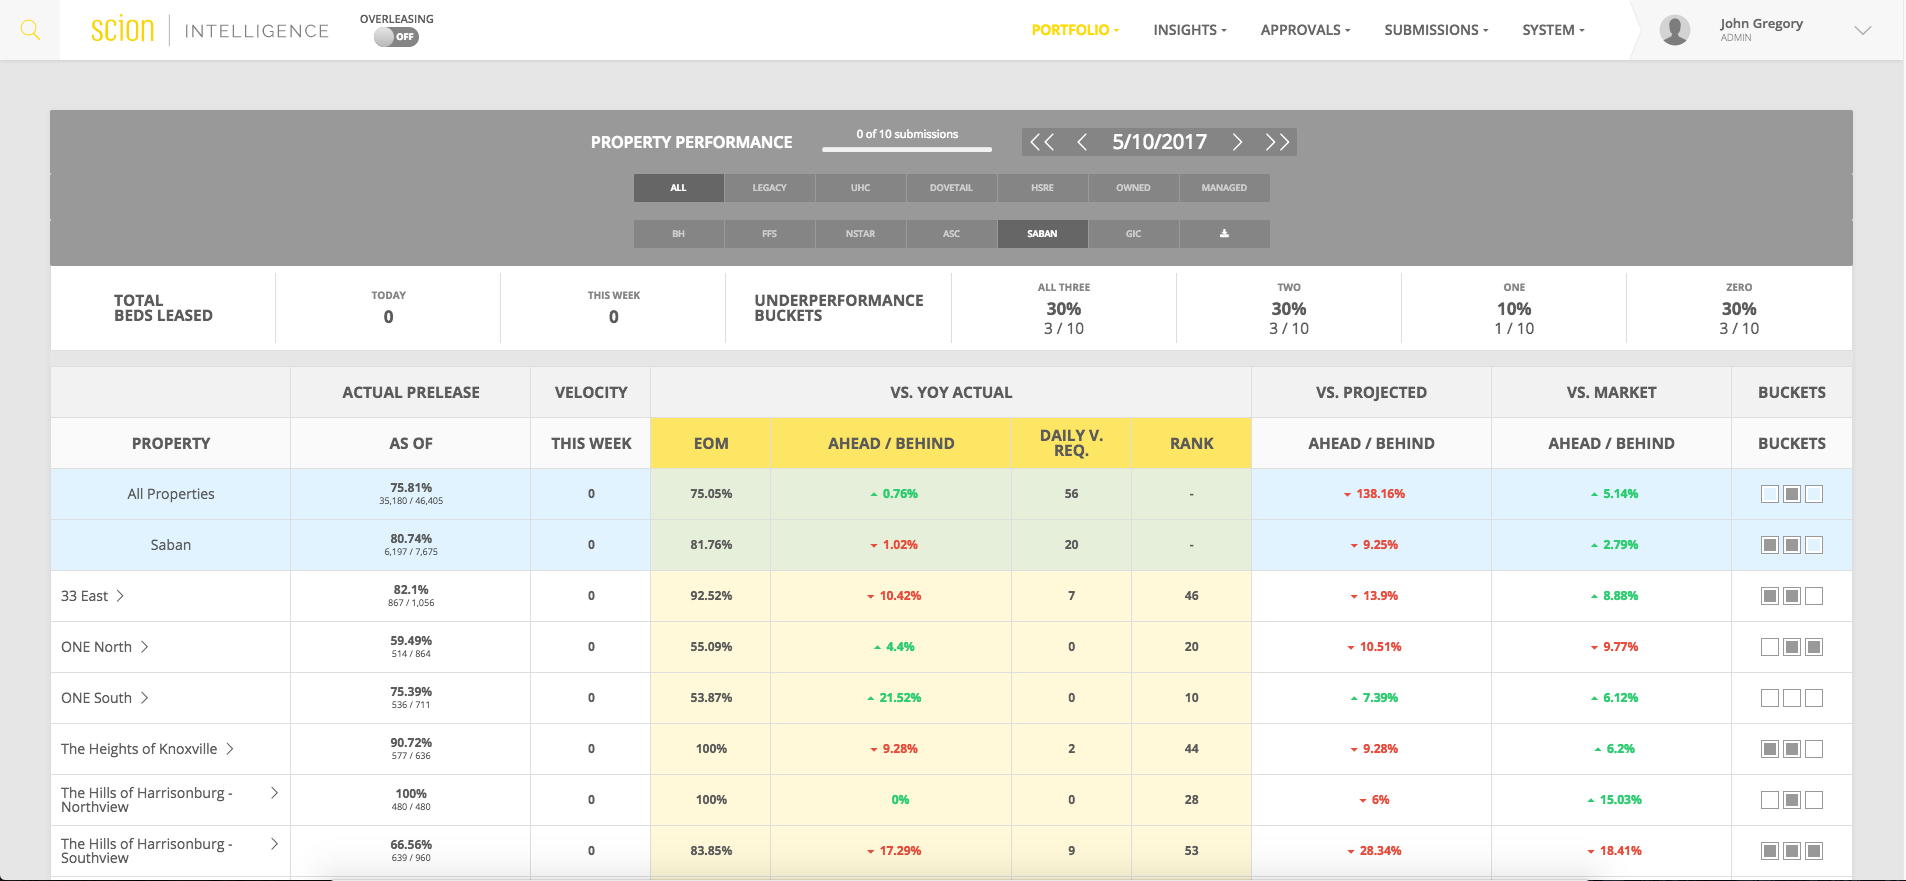 scion INTELLIGENCE
OVERLEASING
OFF
PORTFOLIO
INSIGHTS
APPROVALS
SUBMISSIONS
SYSTEM
John Gregory
ADMIN
PROPERTY PERFORMANCE
0 of 10 submissions
5/10/2017
ALL LEGACY UHC DOVETAIL HSRE OWNED MANAGED
BH FFS NSTAR ASC SABAN GIC
TOTAL
BEDS LEASED
TODAY
0
THIS WEEK
0
UNDERPERFORMANCE
BUCKETS
ALL THREE
30%
3 / 10
TWO
30%
3 / 10
ONE
10%
1 / 10
ZERO
30%
3 / 10
ACTUAL PRELEASE VELOCITY VS. YOY ACTUAL VS. PROJECTED VS. MARKET BUCKETS
PROPERTY AS OF THIS WEEK EOM AHEAD / BEHIND DAILY V. REQ. RANK AHEAD / BEHIND AHEAD / BEHIND BUCKETS
All Properties 75.81% 0 75.05% 0.76% 56 - 138.16% 5.14%
35,180 / 46,405
Saban 80.74% 0 81.76% 1.02% 20 - 9.25% 2.79%
6,197 / 7,675
33 East 82.1% 0 92.52% 10.42% 7 46 13.9% 8.88%
867 / 1,056
ONE North 59.49% 0 55.09% 4.4% 0 20 10.51% 9.77%
514 / 864
ONE South 75.39% 0 53.87% 21.52% 0 10 7.39% 6.12%
536 / 711
The Heights of Knoxville 90.72% 0 100% 9.28% 2 44 9.28% 6.2%
577 / 636
The Hills of Harrisonburg - 100% 0 100% 0% 0 28 6% 15.03%
Northview 480 / 480
The Hills of Harrisonburg - 66.56% 0 83.85% 17.29% 9 53 28.34% 18.41%
Southview 639 / 960